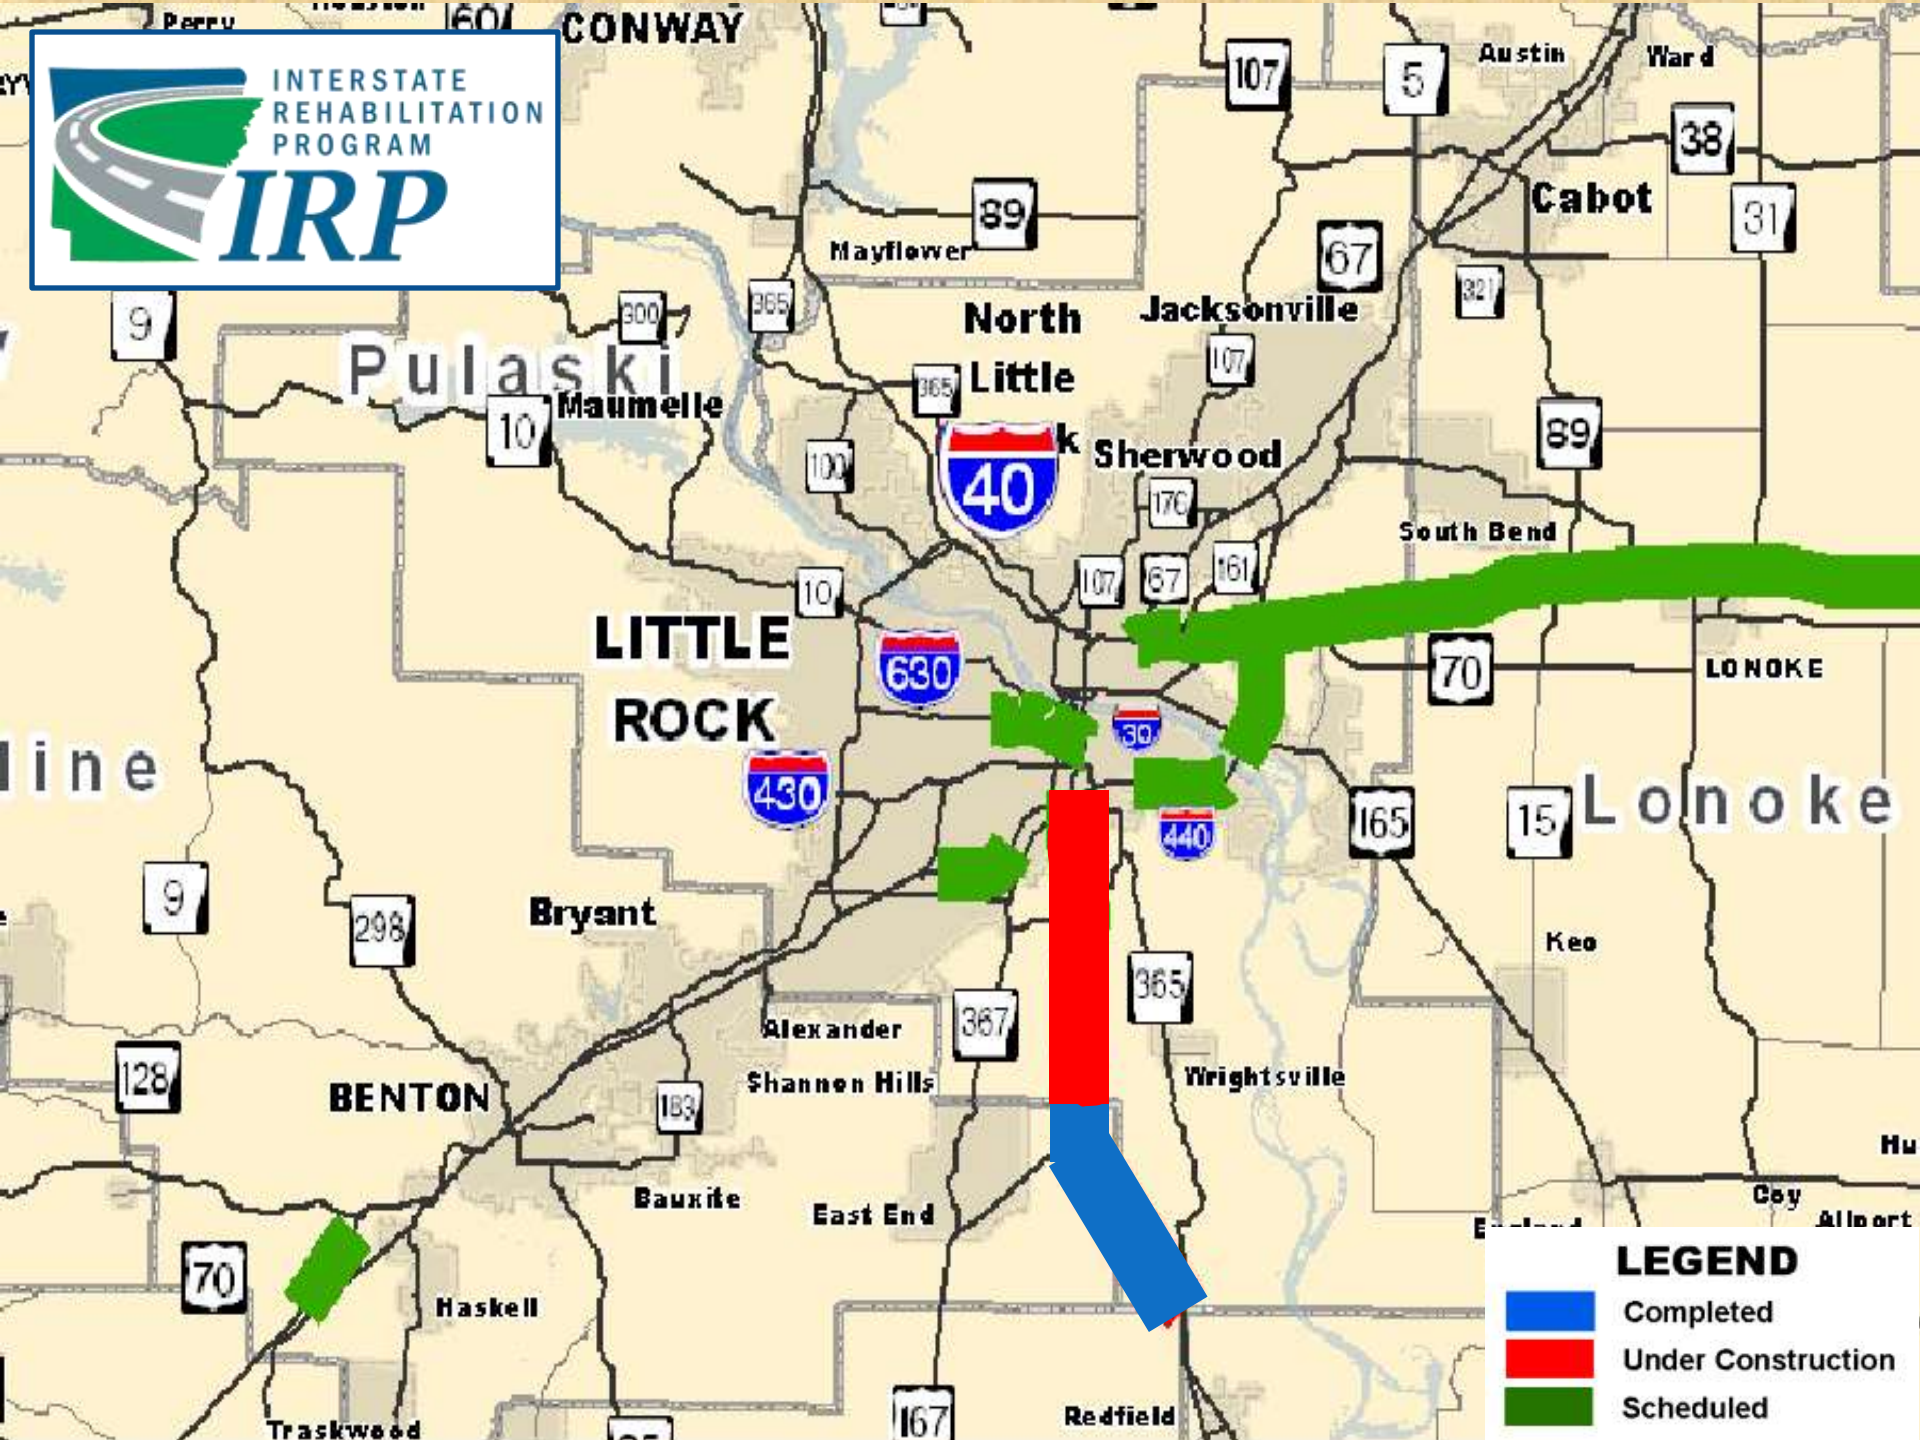 Perry
60
CONWAY
INTERSTATE
REHABILITATION
PROGRAM
IRP
107
5
Austin
Ward
38
Cabot
31
89
Mayflower
67
321
9
300
365
North
Jacksonville
Pulaski
107
365
Little
Maumelle
10
k
Sherwood
89
100
40
176
South Bend
10
107
67
161
LITTLE
ROCK
630
70
LONOKE
30
line
430
440
165
15
Lonoke
9
298
Bryant
Keo
365
367
Alexander
128
BENTON
Shannon Hills
Wrightsville
183
Hu
Bauxite
East End
Coy
Allport
70
Haskell
LEGEND
Completed
Under Construction
Scheduled
167
Redfield
Traskwood